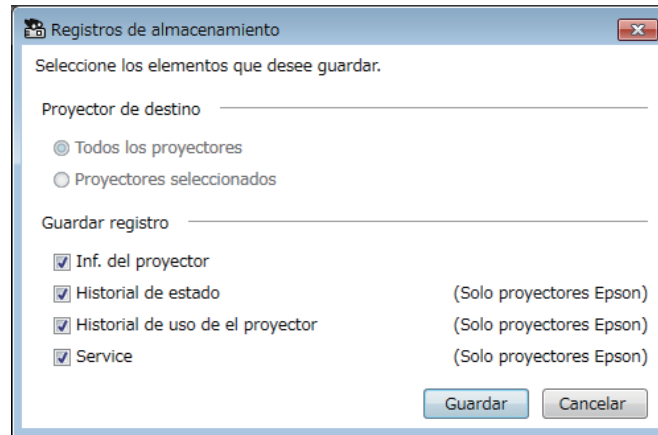 Registros de almacenamiento
Seleccione los elementos que desee guardar.
Proyector de destino
Todos los proyectores
Proyectores seleccionados
Guardar registro
Inf. del proyector
Historial de estado (Solo proyectores Epson)
Historial de uso de el proyector (Solo proyectores Epson)
Service (Solo proyectores Epson)
Guardar Cancelar